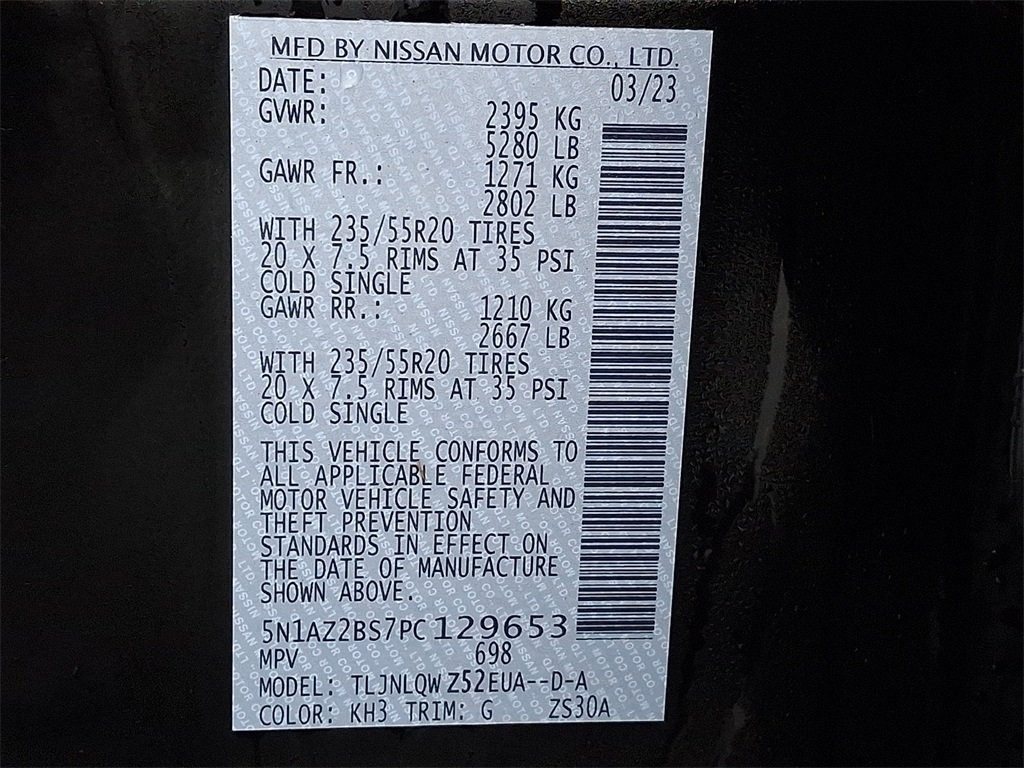 MFD BY NISSAN MOTOR CO., LTD.
DATE: 03/23
GVWR: 2395 KG
5280 LB
GAWR FR.: 1271 KG
2802 LB
WITH 235/55R20 TIRES
20 X 7.5 RIMS AT 35 PSI
COLD SINGLE
GAWR RR.: 1210 KG
2667 LB
WITH 235/55R20 TIRES
20 X 7.5 RIMS AT 35 PSI
COLD SINGLE
THIS VEHICLE CONFORMS TO
ALL APPLICABLE FEDERAL
MOTOR VEHICLE SAFETY AND
THEFT PREVENTION
STANDARDS IN EFFECT ON
THE DATE OF MANUFACTURE
SHOWN ABOVE.
5N1AZ2BS7PC129653
MPV 698
MODEL: TLJNLQWZ52EUA--D-A
COLOR: KH3 TRIM: G ZS30A